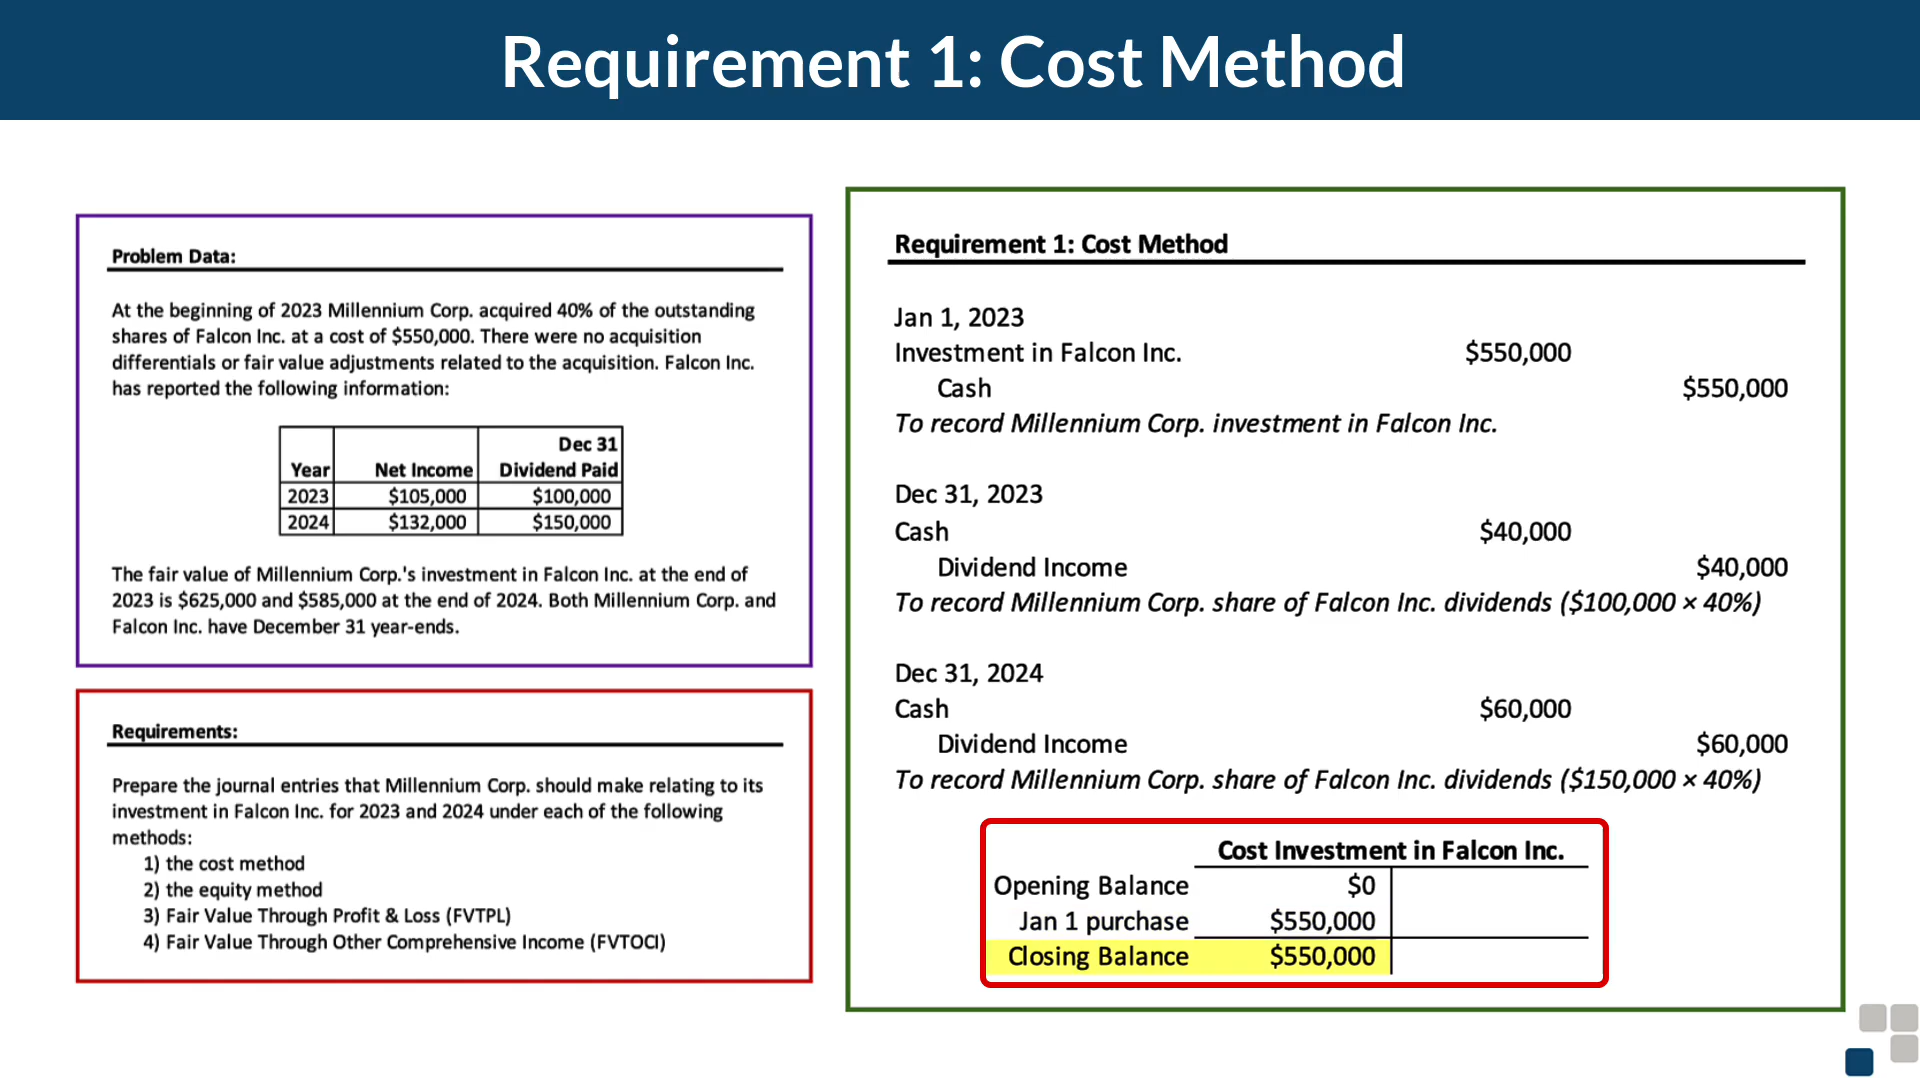 Requirement 1: Cost Method
Problem Data:
At the beginning of 2023 Millennium Corp. acquired 40% of the outstanding
shares of Falcon Inc. at a cost of $550,000. There were no acquisition
differentials or fair value adjustments related to the acquisition. Falcon Inc.
has reported the following information:
Dec 31
Year Net Income Dividend Paid
2023 $105,000 $100,000
2024 $132,000 $150,000
The fair value of Millennium Corp.'s investment in Falcon Inc. at the end of
2023 is $625,000 and $585,000 at the end of 2024. Both Millennium Corp. and
Falcon Inc. have December 31 year-ends.
Requirements:
Prepare the journal entries that Millennium Corp. should make relating to its
investment in Falcon Inc. for 2023 and 2024 under each of the following
methods:
1) the cost method
2) the equity method
3) Fair Value Through Profit & Loss (FVTPL)
4) Fair Value Through Other Comprehensive Income (FVTOCI)
Requirement 1: Cost Method
Jan 1, 2023
Investment in Falcon Inc. $550,000
Cash $550,000
To record Millennium Corp. investment in Falcon Inc.
Dec 31, 2023
Cash $40,000
Dividend Income $40,000
To record Millennium Corp. share of Falcon Inc. dividends ($100,000 × 40%)
Dec 31, 2024
Cash $60,000
Dividend Income $60,000
To record Millennium Corp. share of Falcon Inc. dividends ($150,000 × 40%)
Cost Investment in Falcon Inc.
Opening Balance $0
Jan 1 purchase $550,000
Closing Balance $550,000